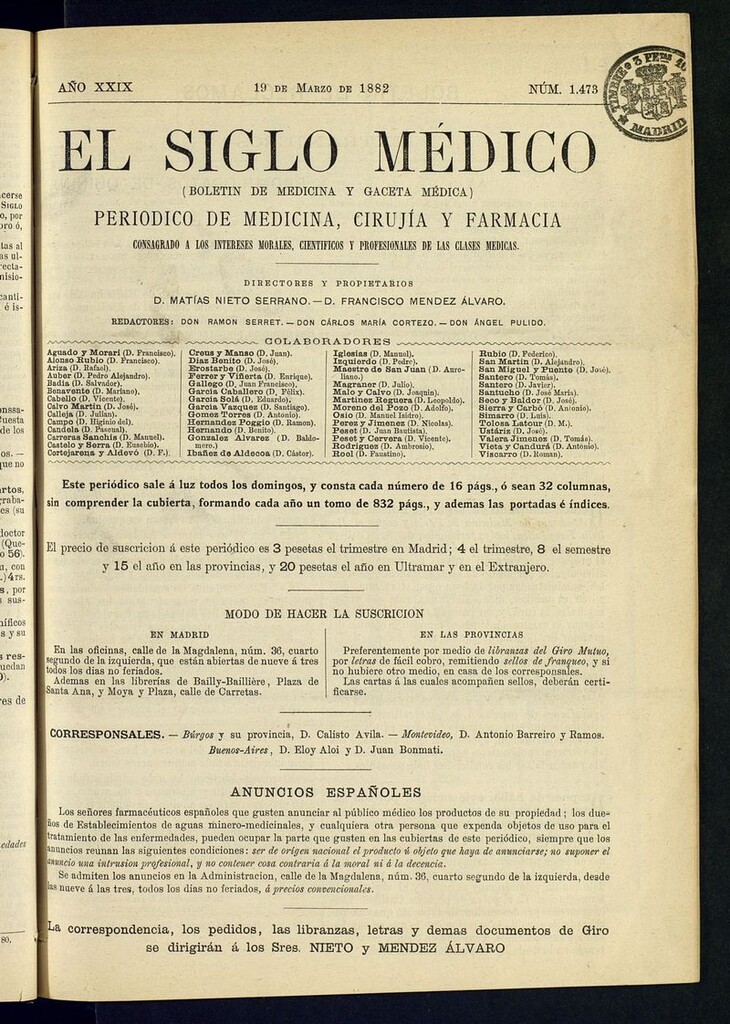 AÑO XXIX 19 DE MARZO DE 1882 NÚM. 1.473
TIMBRE 3 PEtas
MADRID
EL SIGLO MÉDICO
(BOLETIN DE MEDICINA Y GACETA MÉDICA)
PERIODICO DE MEDICINA, CIRUJÍA Y FARMACIA
CONSAGRADO A LOS INTERESES MORALES, CIENTIFICOS Y PROFESIONALES DE LAS CLASES MEDICAS.
DIRECTORES Y PROPIETARIOS
D. MATÍAS NIETO SERRANO.—D. FRANCISCO MENDEZ ÁLVARO.
REDACTORES: DON RAMON SERRET.—DON CÁRLOS MARÍA CORTEZO.—DON ÁNGEL PULIDO.
COLABORADORES
Aguado y Morari (D. Francisco).
Alonso Rubio (D. Francisco).
Ariza (D. Rafael).
Auber (D. Pedro Alejandro).
Badia (D. Salvador).
Benavente (D. Mariano).
Cabello (D. Vicente).
Calvo Martin (D. José).
Calleja (D. Julian).
Campo (D. Higinio del).
Candela (D. Pascual).
Carreras Sanchis (D. Manuel).
Castelo y Serra (D. Eusebio).
Cortejarena y Aldevó (D. F.).
Creus y Manso (D. Juan).
Diaz Benito (D. José).
Erostarbe (D. José).
Ferrer y Viñerta (D. Enrique).
Gallego (D. Juan Francisco).
Garcia Caballero (D. Félix).
Garcia Solá (D. Eduardo).
Garcia Vazquez (D. Santiago).
Gomez Torres (D. Antonio).
Hernandez Poggio (D. Ramon).
Hernando (D. Benito).
Gonzalez Alvarez (D. Baldo-
mero.)
Ibañez de Aldecoa (D. Cástor).
Iglesias (D. Manuel).
Izquierdo (D. Pedro).
Maestre de San Juan (D. Aure-
liano.)
Magraner (D. Julio).
Malo y Calvo (D. Joaquin).
Martinez Reguera (D. Leopoldo).
Moreno del Pozo (D. Adolfo).
Osio (D. Manuel Isidro).
Perez y Jimenez (D. Nicolas).
Peset (D. Juan Bautista).
Peset y Cervera (D. Vicente).
Rodriguez (D. Ambrosio).
Roel (D. Faustino).
Rubio (D. Federico).
San Martin (D. Alejandro).
San Miguel y Puente (D. José).
Santero (D. Tomás).
Santero (D. Javier).
Santucho (D. José Maria).
Seco y Baldor (D. José).
Sierra y Carbó (D. Antonio).
Simarro (D. Luis).
Tolosa Latour (D. M.).
Ustáriz (D. José).
Valera Jimenez (D. Tomás).
Vieta y Candurá (D. Antonio).
Viscarro (D. Roman).
Este periódico sale á luz todos los domingos, y consta cada número de 16 págs., ó sean 32 columnas,
sin comprender la cubierta, formando cada año un tomo de 832 págs., y ademas las portadas é índices.
El precio de suscricion á este periódico es 3 pesetas el trimestre en Madrid; 4 el trimestre, 8 el semestre
y 15 el año en las provincias, y 20 pesetas el año en Ultramar y en el Extranjero.
MODO DE HACER LA SUSCRICION
EN MADRID
En las oficinas, calle de la Magdalena, núm. 36, cuarto
segundo de la izquierda, que están abiertas de nueve á tres
todos los dias no feriados.
Ademas en las librerías de Bailly-Baillière, Plaza de
Santa Ana, y Moya y Plaza, calle de Carretas.
EN LAS PROVINCIAS
Preferentemente por medio de libranzas del Giro Mutuo,
por letras de fácil cobro, remitiendo sellos de franqueo, y si
no hubiere otro medio, en casa de los corresponsales.
Las cartas á las cuales acompañen sellos, deberán certi-
ficarse.
CORRESPONSALES. — Búrgos y su provincia, D. Calisto Avila. — Montevideo, D. Antonio Barreiro y Ramos.
Buenos-Aires, D. Eloy Aloi y D. Juan Bonmati.
ANUNCIOS ESPAÑOLES
Los señores farmacéuticos españoles que gusten anunciar al público médico los productos de su propiedad; los due-
ños de Establecimientos de aguas minero-medicinales, y cualquiera otra persona que expenda objetos de uso para el
tratamiento de las enfermedades, pueden ocupar la parte que gusten en las cubiertas de este periódico, siempre que los
anuncios reunan las siguientes condiciones: ser de origen nacional el producto ú objeto que haya de anunciarse; no suponer el
anuncio una intrusion profesional, y no contener cosa contraria á la moral ni á la decencia.
Se admiten los anuncios en la Administracion, calle de la Magdalena, núm. 36, cuarto segundo de la izquierda, desde
las nueve á las tres, todos los dias no feriados, á precios convencionales.
La correspondencia, los pedidos, las libranzas, letras y demas documentos de Giro
se dirigirán á los Sres. NIETO y MENDEZ ÁLVARO